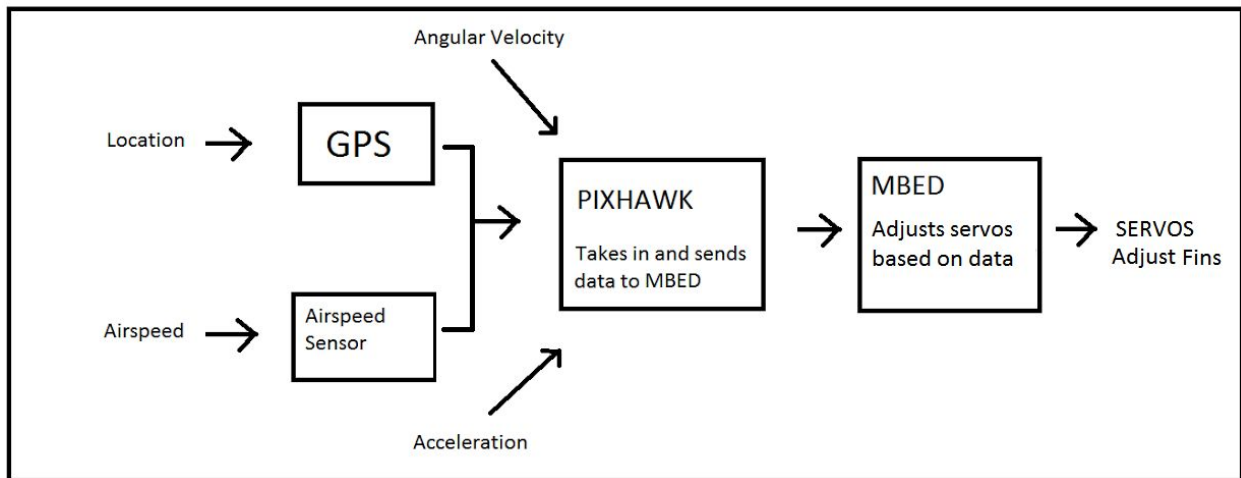 Angular Velocity
Location
GPS
Airspeed
Airspeed
Sensor
PIXHAWK
Takes in and sends
data to MBED
Acceleration
MBED
Adjusts servos
based on data
SERVOS
Adjust Fins